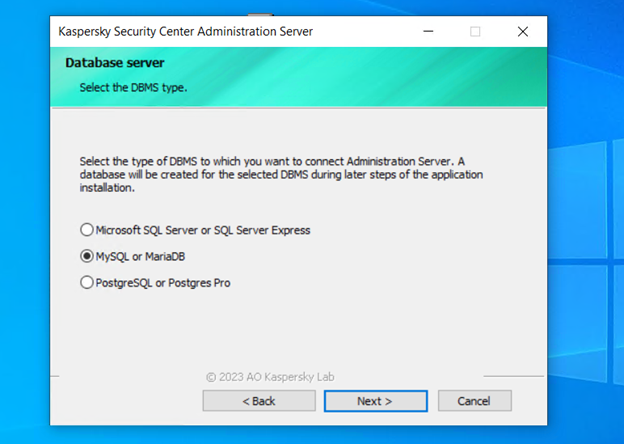 Kaspersky Security Center Administration Server
Database server
Select the DBMS type.
Select the type of DBMS to which you want to connect Administration Server. A
database will be created for the selected DBMS during later steps of the application
installation.
Microsoft SQL Server or SQL Server Express
MySQL or MariaDB
PostgreSQL or Postgres Pro
© 2023 AO Kaspersky Lab
< Back
Next >
Cancel